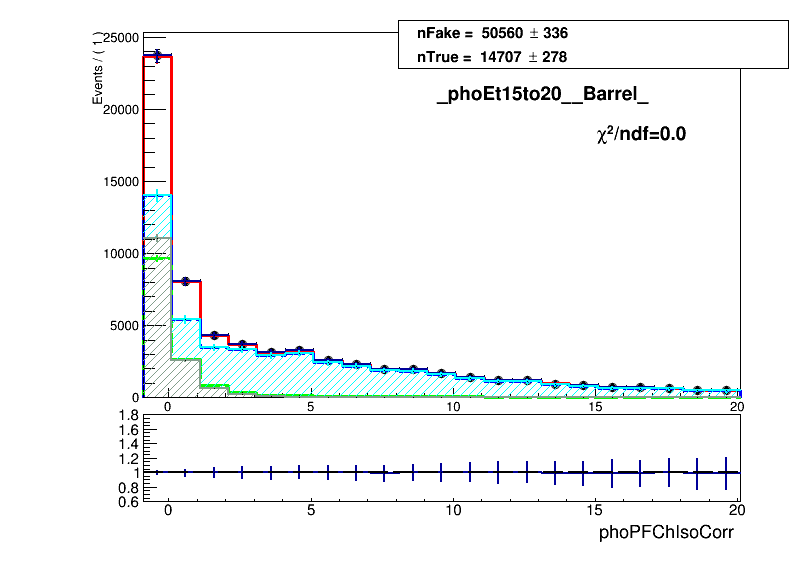 nFake = 50560 ± 336
nTrue = 14707 ± 278
_phoEt15to20__Barrel_
χ²/ndf=0.0
Events / ( 1 )
25000
20000
15000
10000
5000
0
0 5 10 15 20
1.8
1.6
1.4
1.2
1
0.8
0.6
0 5 10 15 20
phoPFChIsoCorr